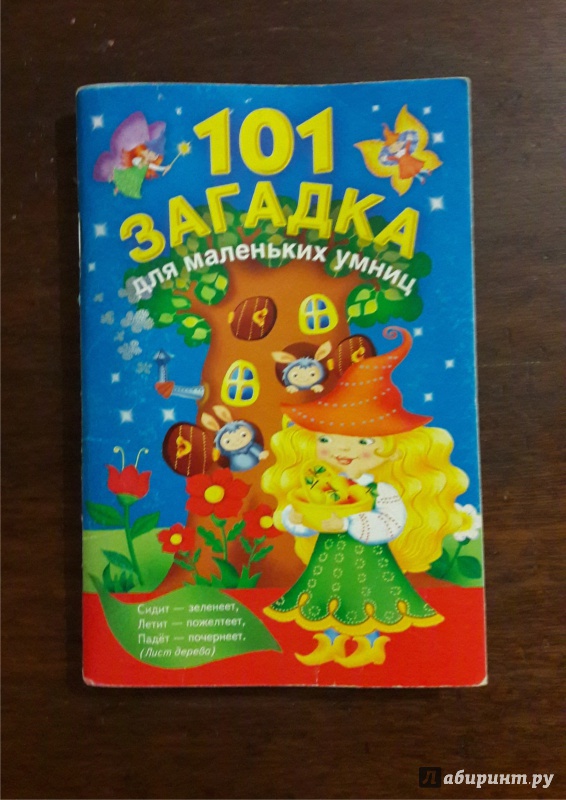 101
ЗАГАДКА
для маленьких умниц
Сидит — зеленеет,
Летит — пожелтеет,
Падёт — почернеет.
(Лист дерева)
Лабиринт.ру